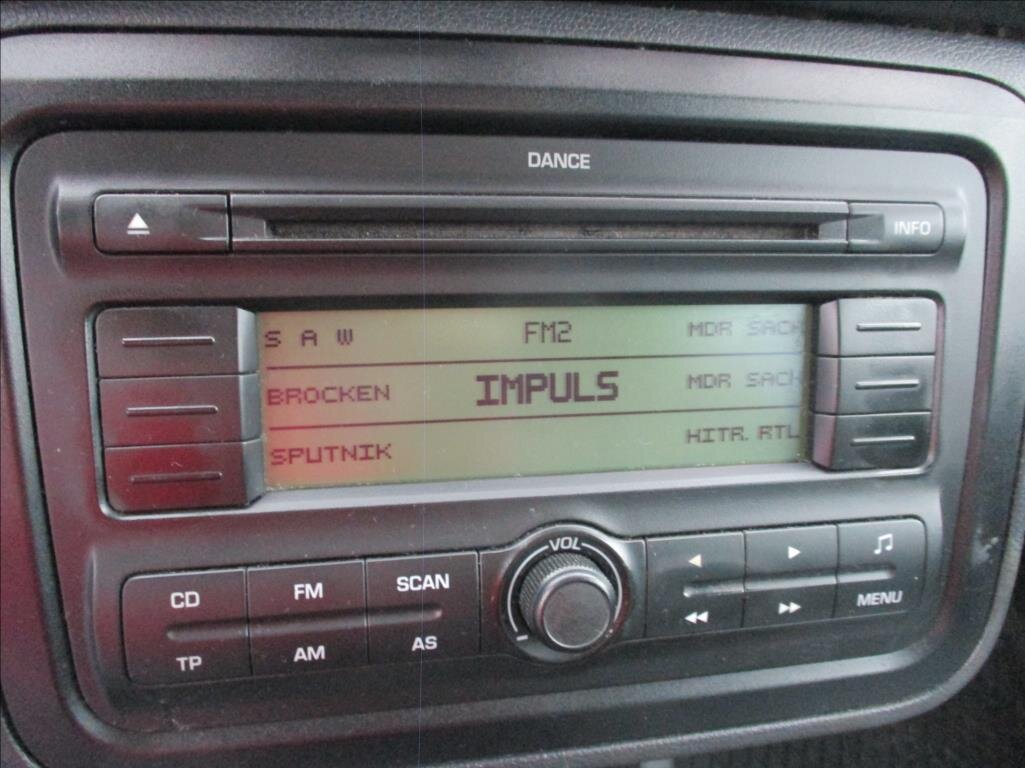 DANCE
INFO
S A W FM2 MDR SACH
BROCKEN IMPULS MDR SACH
SPUTNIK HITR. RTL
VOL
CD FM SCAN
TP AM AS
MENU